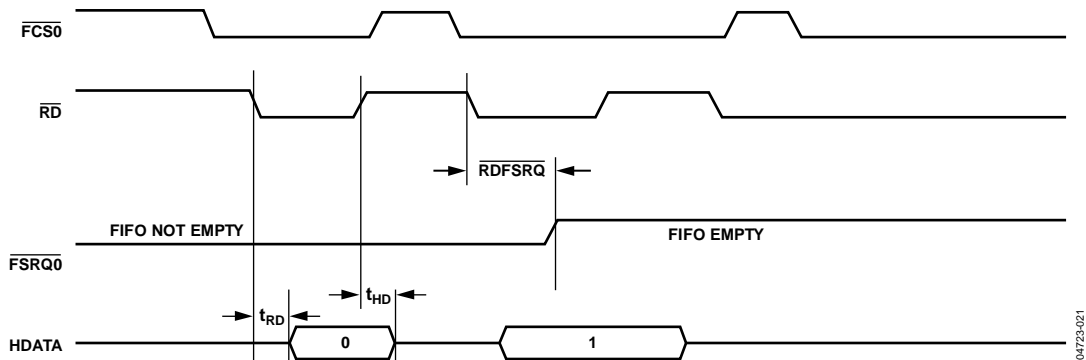 FCS0
RD
RDFSRQ
FIFO NOT EMPTY
FIFO EMPTY
FSRQ0
tHD
tRD
HDATA
0
1
04723-021